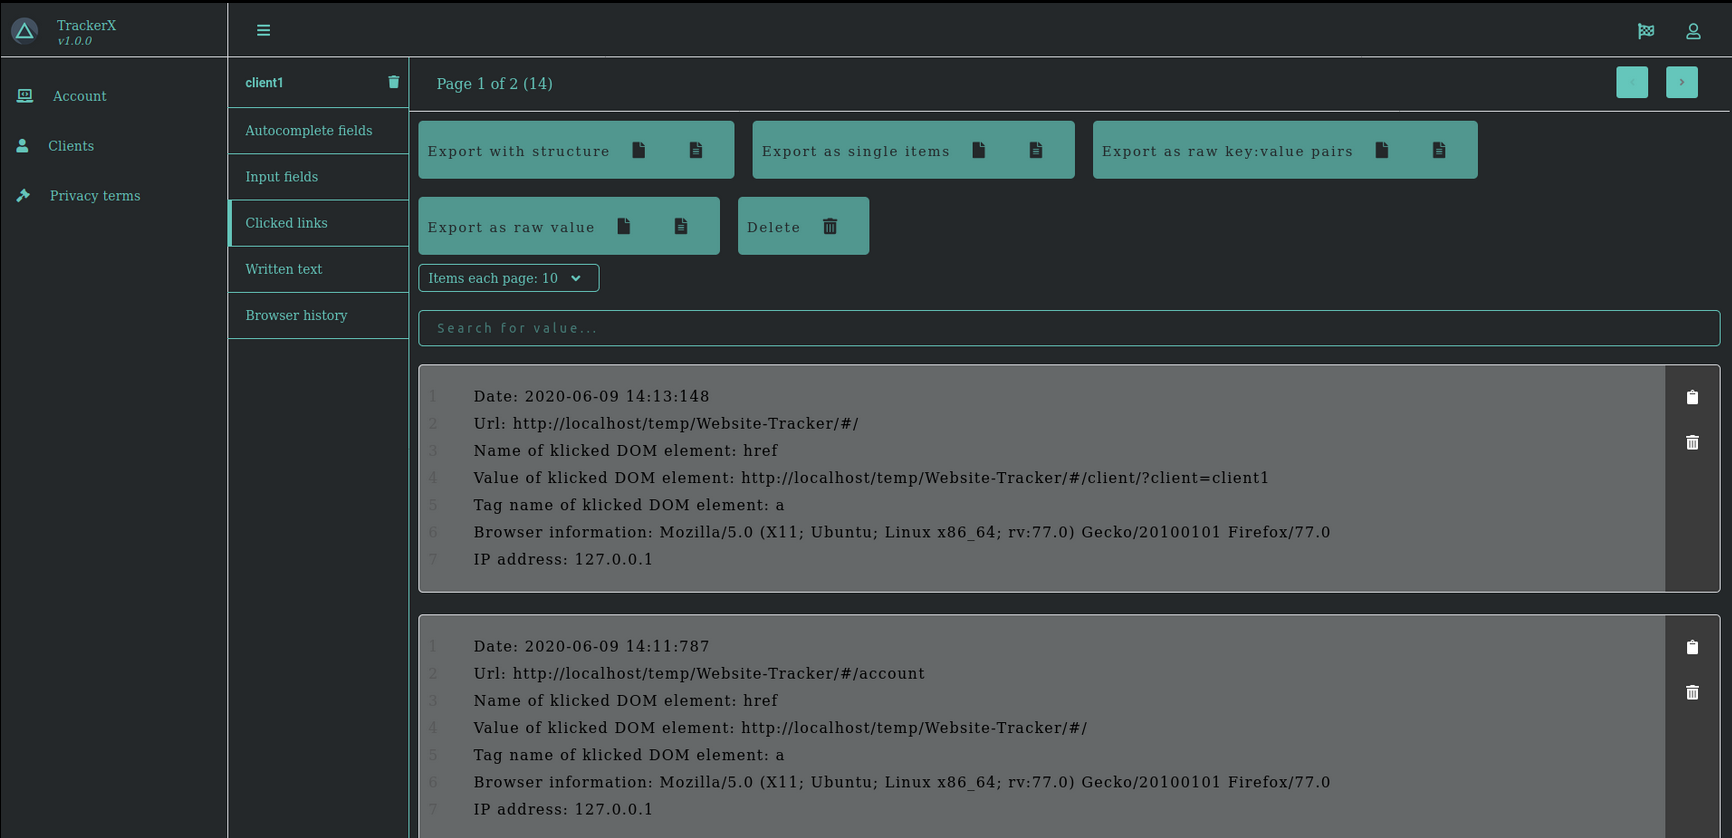 TrackerX
v1.0.0
Account
Clients
Privacy terms
client1
Autocomplete fields
Input fields
Clicked links
Written text
Browser history
Page 1 of 2 (14)
Export with structure
Export as single items
Export as raw key:value pairs
Export as raw value
Delete
Items each page: 10
Search for value...
1 Date: 2020-06-09 14:13:148
2 Url: http://localhost/temp/Website-Tracker/#/
3 Name of klicked DOM element: href
4 Value of klicked DOM element: http://localhost/temp/Website-Tracker/#/client/?client=client1
5 Tag name of klicked DOM element: a
6 Browser information: Mozilla/5.0 (X11; Ubuntu; Linux x86_64; rv:77.0) Gecko/20100101 Firefox/77.0
7 IP address: 127.0.0.1
1 Date: 2020-06-09 14:11:787
2 Url: http://localhost/temp/Website-Tracker/#/account
3 Name of klicked DOM element: href
4 Value of klicked DOM element: http://localhost/temp/Website-Tracker/#/
5 Tag name of klicked DOM element: a
6 Browser information: Mozilla/5.0 (X11; Ubuntu; Linux x86_64; rv:77.0) Gecko/20100101 Firefox/77.0
7 IP address: 127.0.0.1